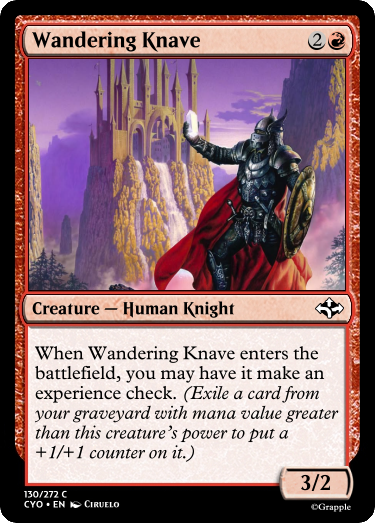 Wandering Knave 2
Creature — Human Knight
When Wandering Knave enters the
battlefield, you may have it make an
experience check. (Exile a card from
your graveyard with mana value greater
than this creature's power to put a
+1/+1 counter on it.)
3/2
130/272 C
CYO • EN Ciruelo
©Grapple